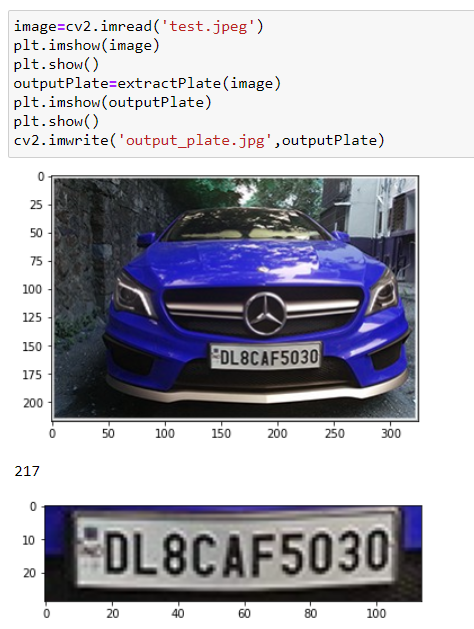 image=cv2.imread('test.jpeg')
plt.imshow(image)
plt.show()
outputPlate=extractPlate(image)
plt.imshow(outputPlate)
plt.show()
cv2.imwrite('output_plate.jpg',outputPlate)
0
25
50
75
100
125
150
175
200
DL8CAF5030
0 50 100 150 200 250 300
217
0
10
20
IND DL8CAF5030
0 20 40 60 80 100